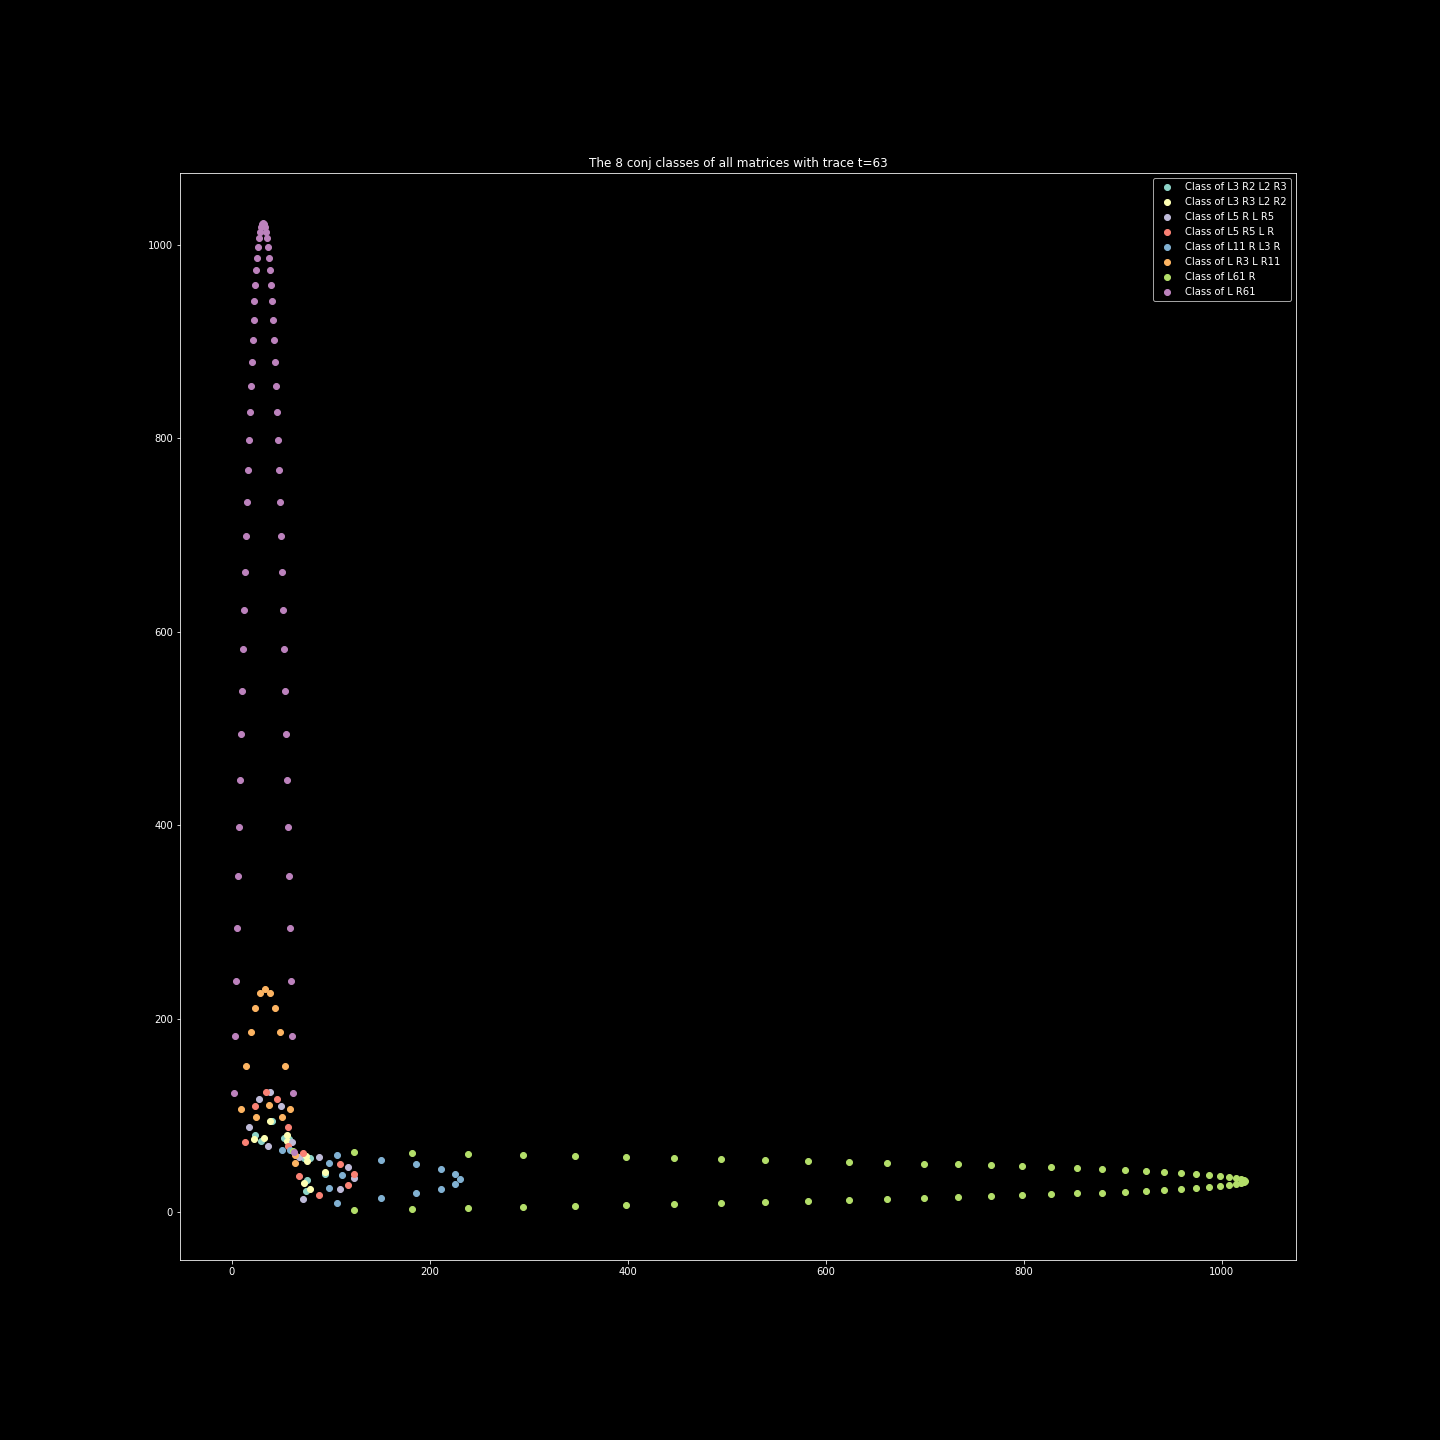 The 8 conj classes of all matrices with trace t=63
Class of L3 R2 L2 R3
Class of L3 R3 L2 R2
Class of L5 R L R5
Class of L5 R5 L R
Class of L11 R L3 R
Class of L R3 L R11
Class of L61 R
Class of L R61
1000
800
600
400
200
0
0 200 400 600 800 1000